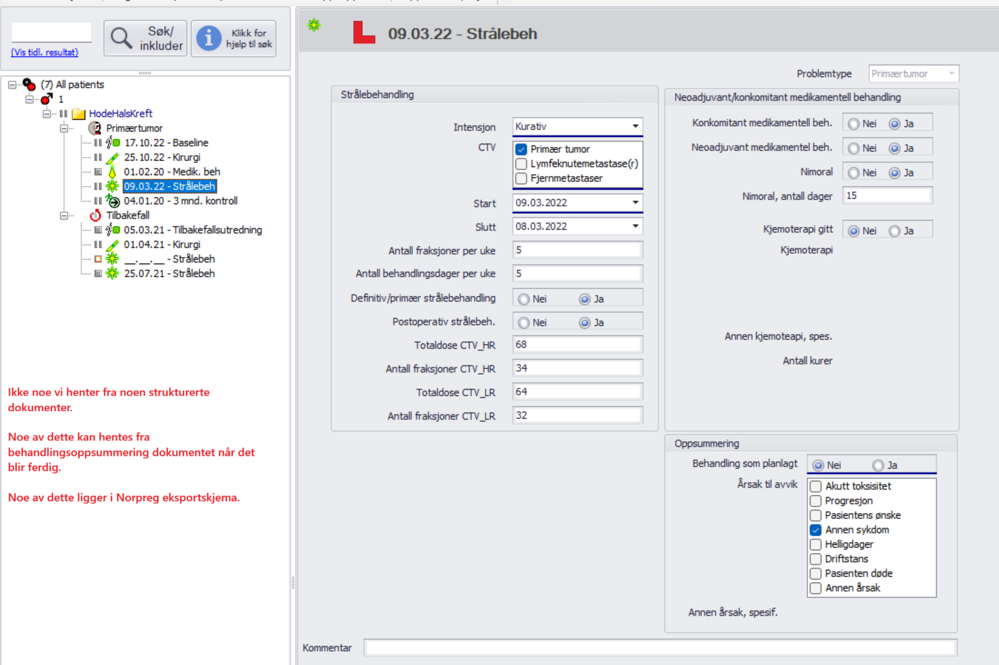 Søk/
inkluder
Klikk for
hjelp til søk
(Vis tidl. resultat)
(7) All patients
1
HodeHalsKreft
Primærtumor
17.10.22 - Baseline
25.10.22 - Kirurgi
01.02.20 - Medik. beh
09.03.22 - Strålebeh
04.01.20 - 3 mnd. kontroll
Tilbakefall
05.03.21 - Tilbakefallsutredning
01.04.21 - Kirurgi
__.__.__ - Strålebeh
25.07.21 - Strålebeh
Ikke noe vi henter fra noen strukturerte
dokumenter.
Noe av dette kan hentes fra
behandlingsoppsummering dokumentet når det
blir ferdig.
Noe av dette ligger i Norpreg eksportskjema.
09.03.22 - Strålebeh
Problemtype Primærtumor
Strålebehandling
Intensjon Kurativ
CTV Primær tumor
Lymfeknutemetastase(r)
Fjernmetastaser
Start 09.03.2022
Slutt 08.03.2022
Antall fraksjoner per uke 5
Antall behandlingsdager per uke 5
Definitiv/primær strålebehandling Nei Ja
Postoperativ strålebeh. Nei Ja
Totaldose CTV_HR 68
Antall fraksjoner CTV_HR 34
Totaldose CTV_LR 64
Antall fraksjoner CTV_LR 32
Neoadjuvant/konkomitant medikamentell behandling
Konkomitant medikamentell beh. Nei Ja
Neoadjuvant medikamentel beh. Nei Ja
Nimoral Nei Ja
Nimoral, antall dager 15
Kjemoterapi gitt Nei Ja
Kjemoterapi
Annen kjemoteapi, spes.
Antall kurer
Oppsummering
Behandling som planlagt Nei Ja
Årsak til avvik Akutt toksisitet
Progresjon
Pasientens ønske
Annen sykdom
Helligdager
Driftstans
Pasienten døde
Annen årsak
Annen årsak, spesif.
Kommentar